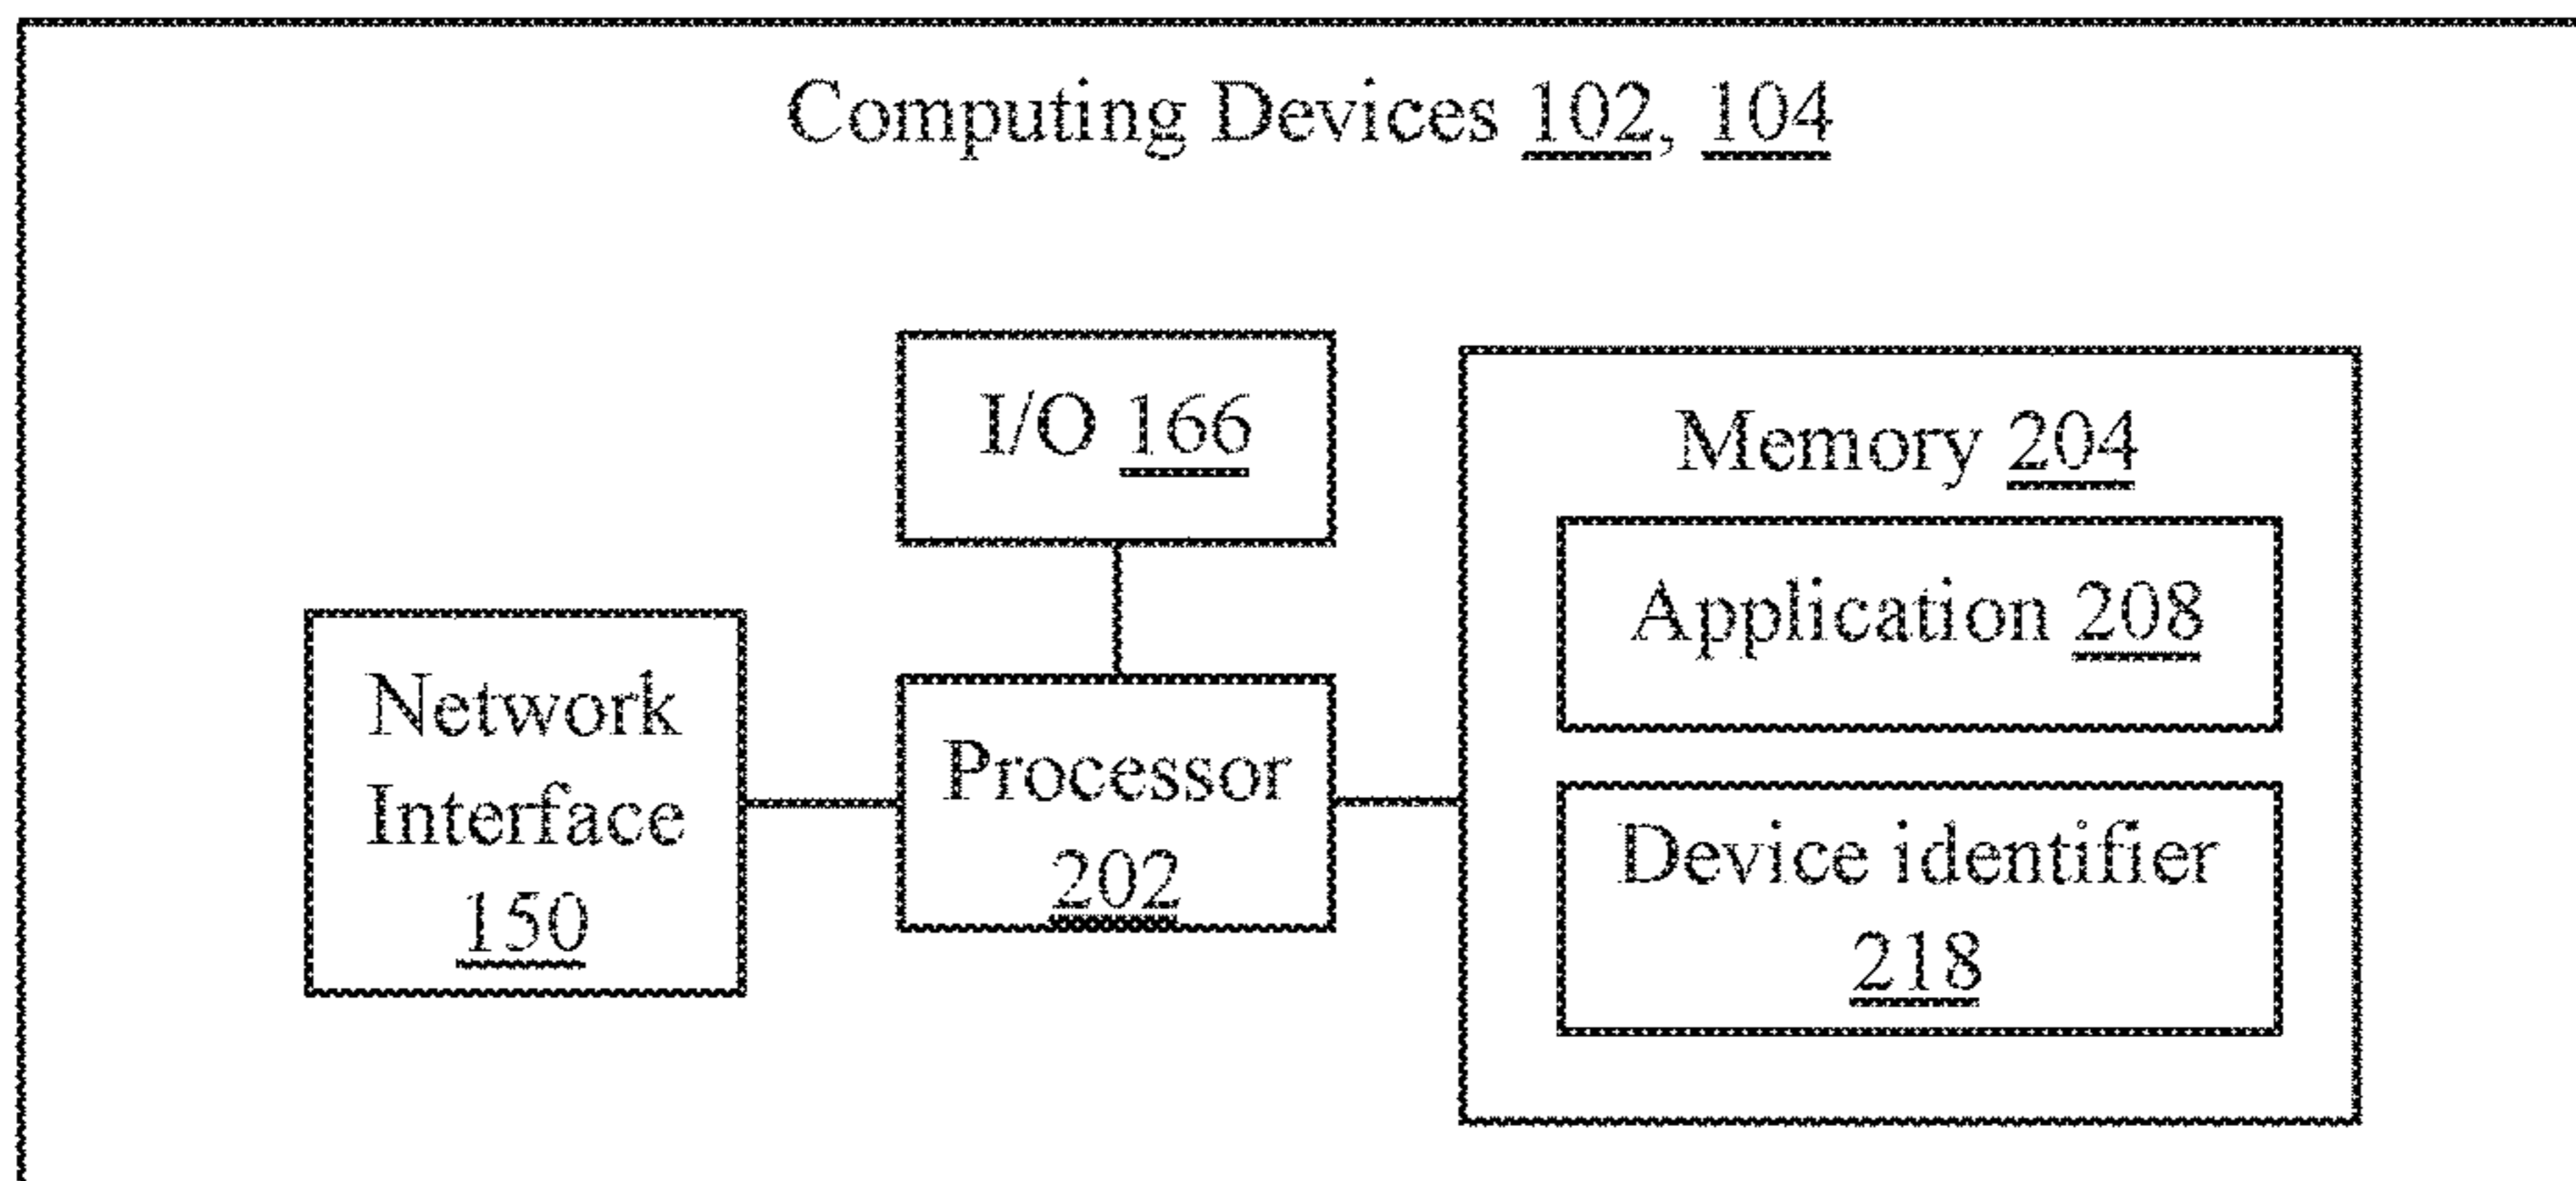 Computing Devices 102, 104
I/O 166
Memory 204
Application 208
Network
Interface
150
Processor
202
Device identifier
218